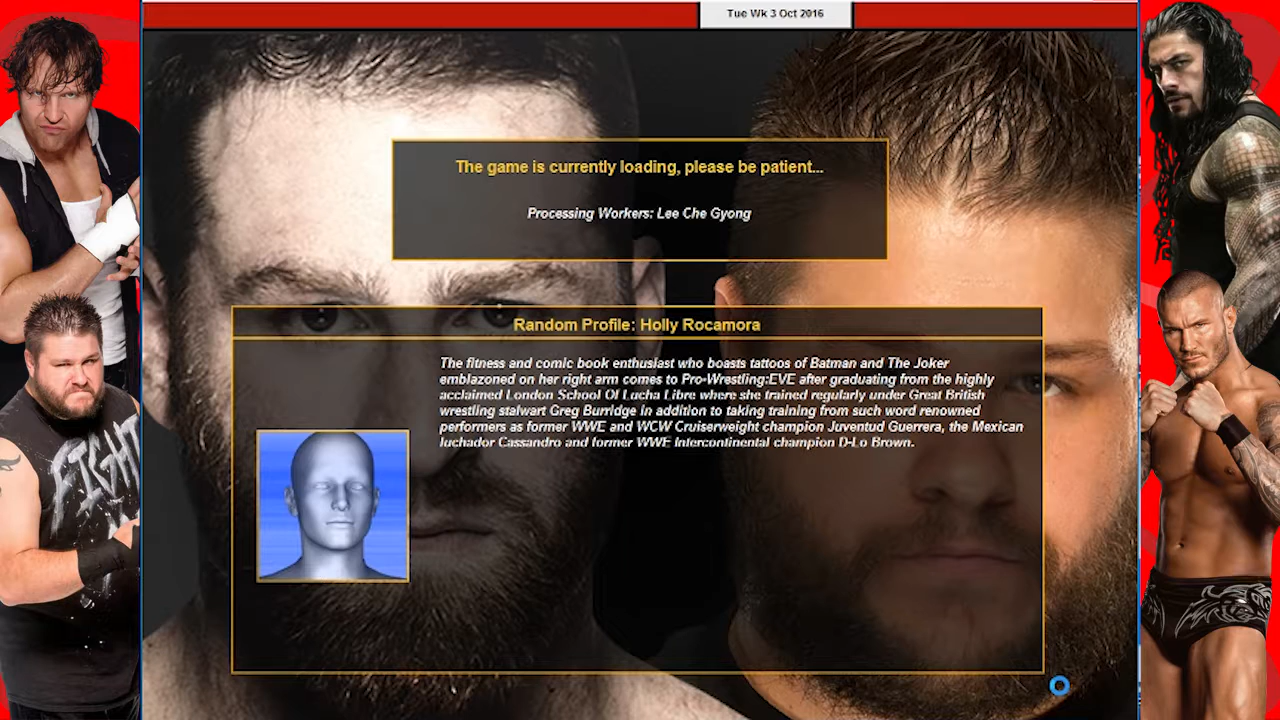 Tue Wk 3 Oct 2016
The game is currently loading, please be patient...
Processing Workers: Lee Che Gyong
Random Profile: Holly Rocamora
The fitness and comic book enthusiast who boasts tattoos of Batman and The Joker
emblazoned on her right arm comes to Pro-Wrestling:EVE after graduating from the highly
acclaimed London School Of Lucha Libre where she trained regularly under Great British
wrestling stalwart Greg Burridge in addition to taking training from such word renowned
performers as former WWE and WCW Cruiserweight champion Juventud Guerrera, the Mexican
luchador Cassandro and former WWE Intercontinental champion D-Lo Brown.
FIGHT